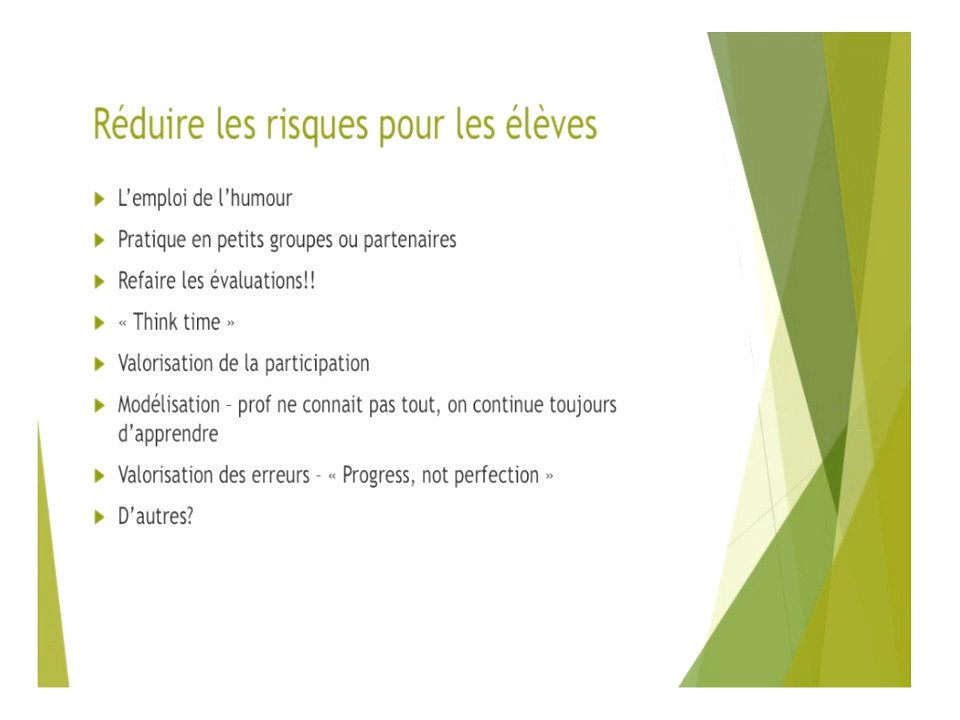 Réduire les risques pour les élèves
L'emploi de l'humour
Pratique en petits groupes ou partenaires
Refaire les évaluations!!
« Think time »
Valorisation de la participation
Modélisation – prof ne connait pas tout, on continue toujours
d'apprendre
Valorisation des erreurs – « Progress, not perfection »
D'autres?